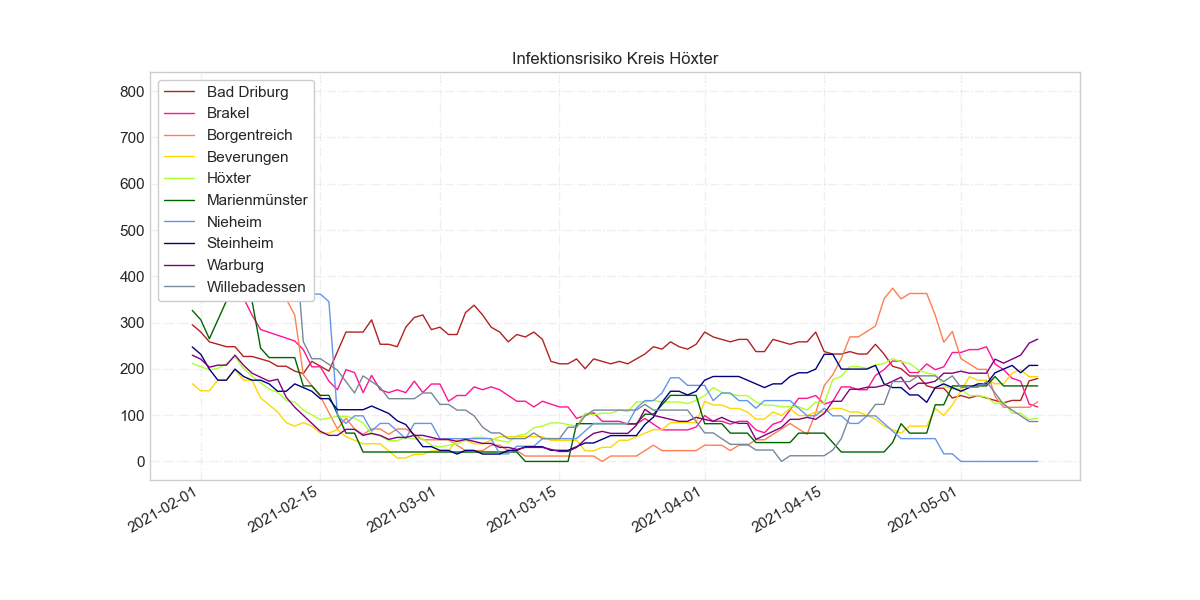 Infektionsrisiko Kreis Höxter
800
700
600
500
400
300
200
100
0
Bad Driburg
Brakel
Borgentreich
Beverungen
Höxter
Marienmünster
Nieheim
Steinheim
Warburg
Willebadessen
2021-02-01
2021-02-15
2021-03-01
2021-03-15
2021-04-01
2021-04-15
2021-05-01